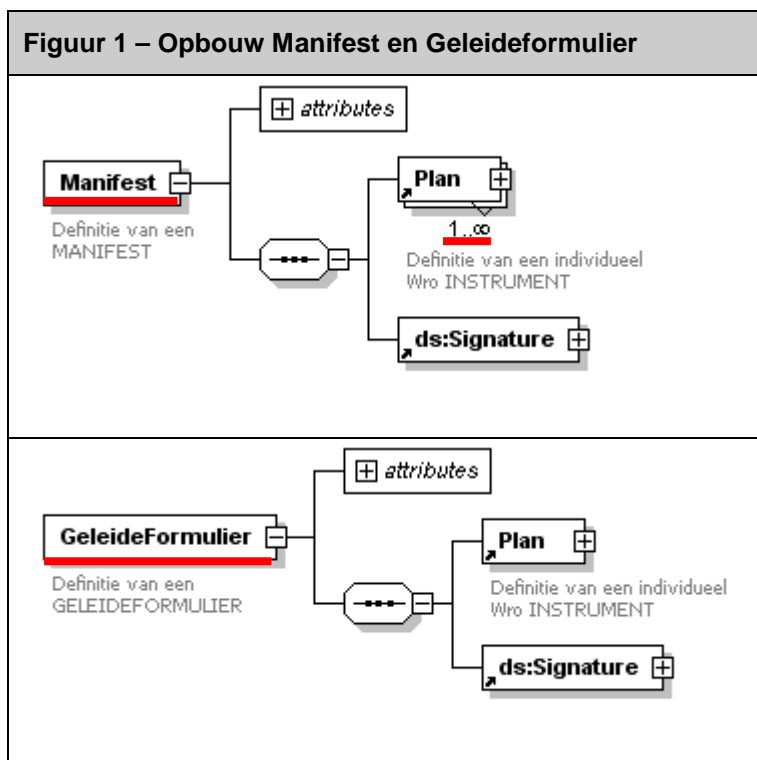 Figuur 1 – Opbouw Manifest en Geleideformulier
attributes
Manifest
Definitie van een
MANIFEST
Plan
1..∞
Definitie van een individueel
Wro INSTRUMENT
ds:Signature
attributes
GeleideFormulier
Definitie van een
GELEIDEFORMULIER
Plan
Definitie van een individueel
Wro INSTRUMENT
ds:Signature